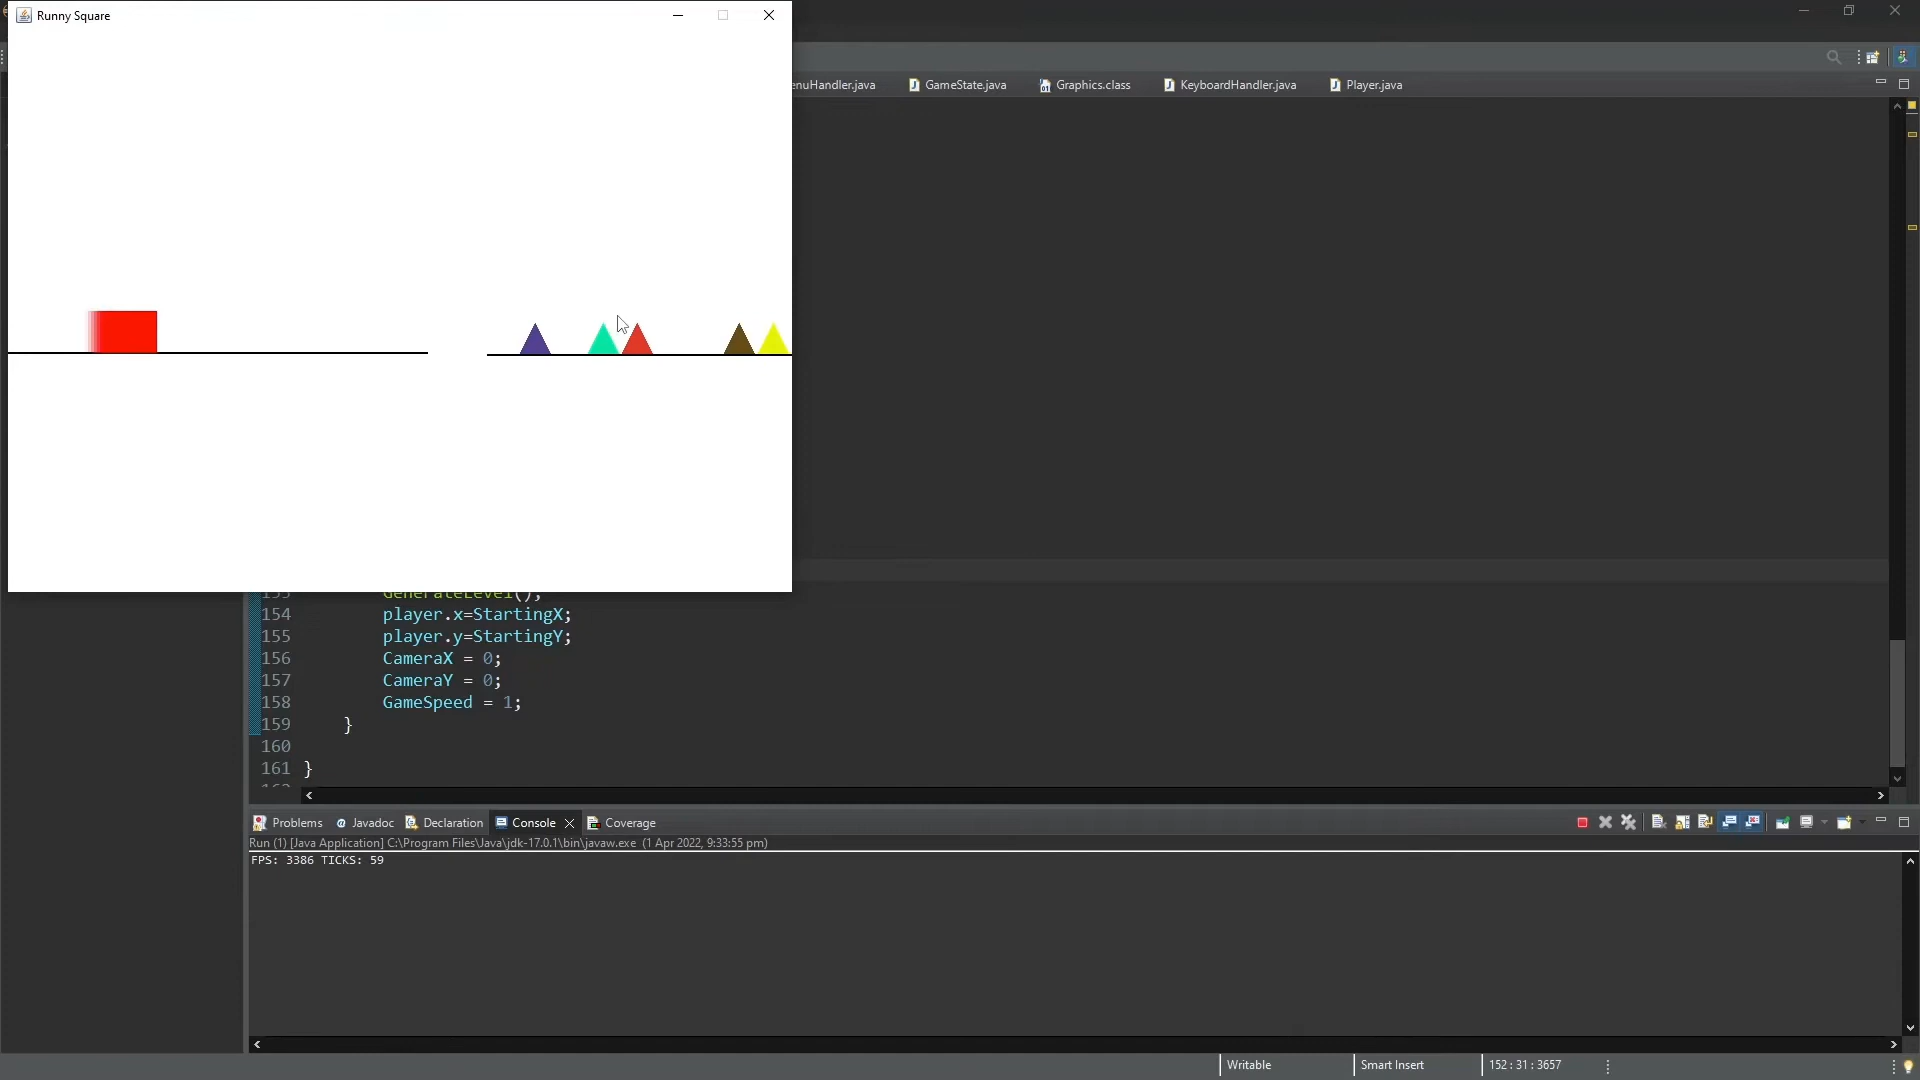 Runny Square
enuHandler.java GameState.java Graphics.class KeyboardHandler.java Player.java
153 GenerateLevel();
154 player.x=StartingX;
155 player.y=StartingY;
156 CameraX = 0;
157 CameraY = 0;
158 GameSpeed = 1;
159 }
160
161 }
Problems @ Javadoc Declaration Console Coverage
Run (1) [Java Application] C:\Program Files\Java\jdk-17.0.1\bin\javaw.exe (1 Apr 2022, 9:33:55 pm)
FPS: 3386 TICKS: 59
Writable Smart Insert 152 : 31 : 3657